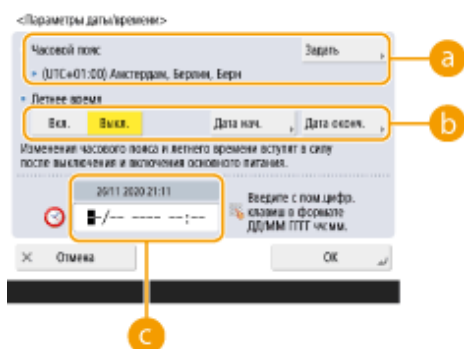 <Параметры даты/времени>
Часовой пояс
Задать
(UTC+01:00) Амстердам, Берлин, Берн
a
Летнее время
Вкл. Выкл. Дата нач. Дата оконч.
b
Изменения часового пояса и летнего времени вступят в силу
после выключения и включения основного питания.
20/11 2020 21:11
-/-- ---- --:--
Введите с пом.цифр.
клавиш в формате
ДД/ММ ГГГГ чч:мм.
× Отмена
OK
c